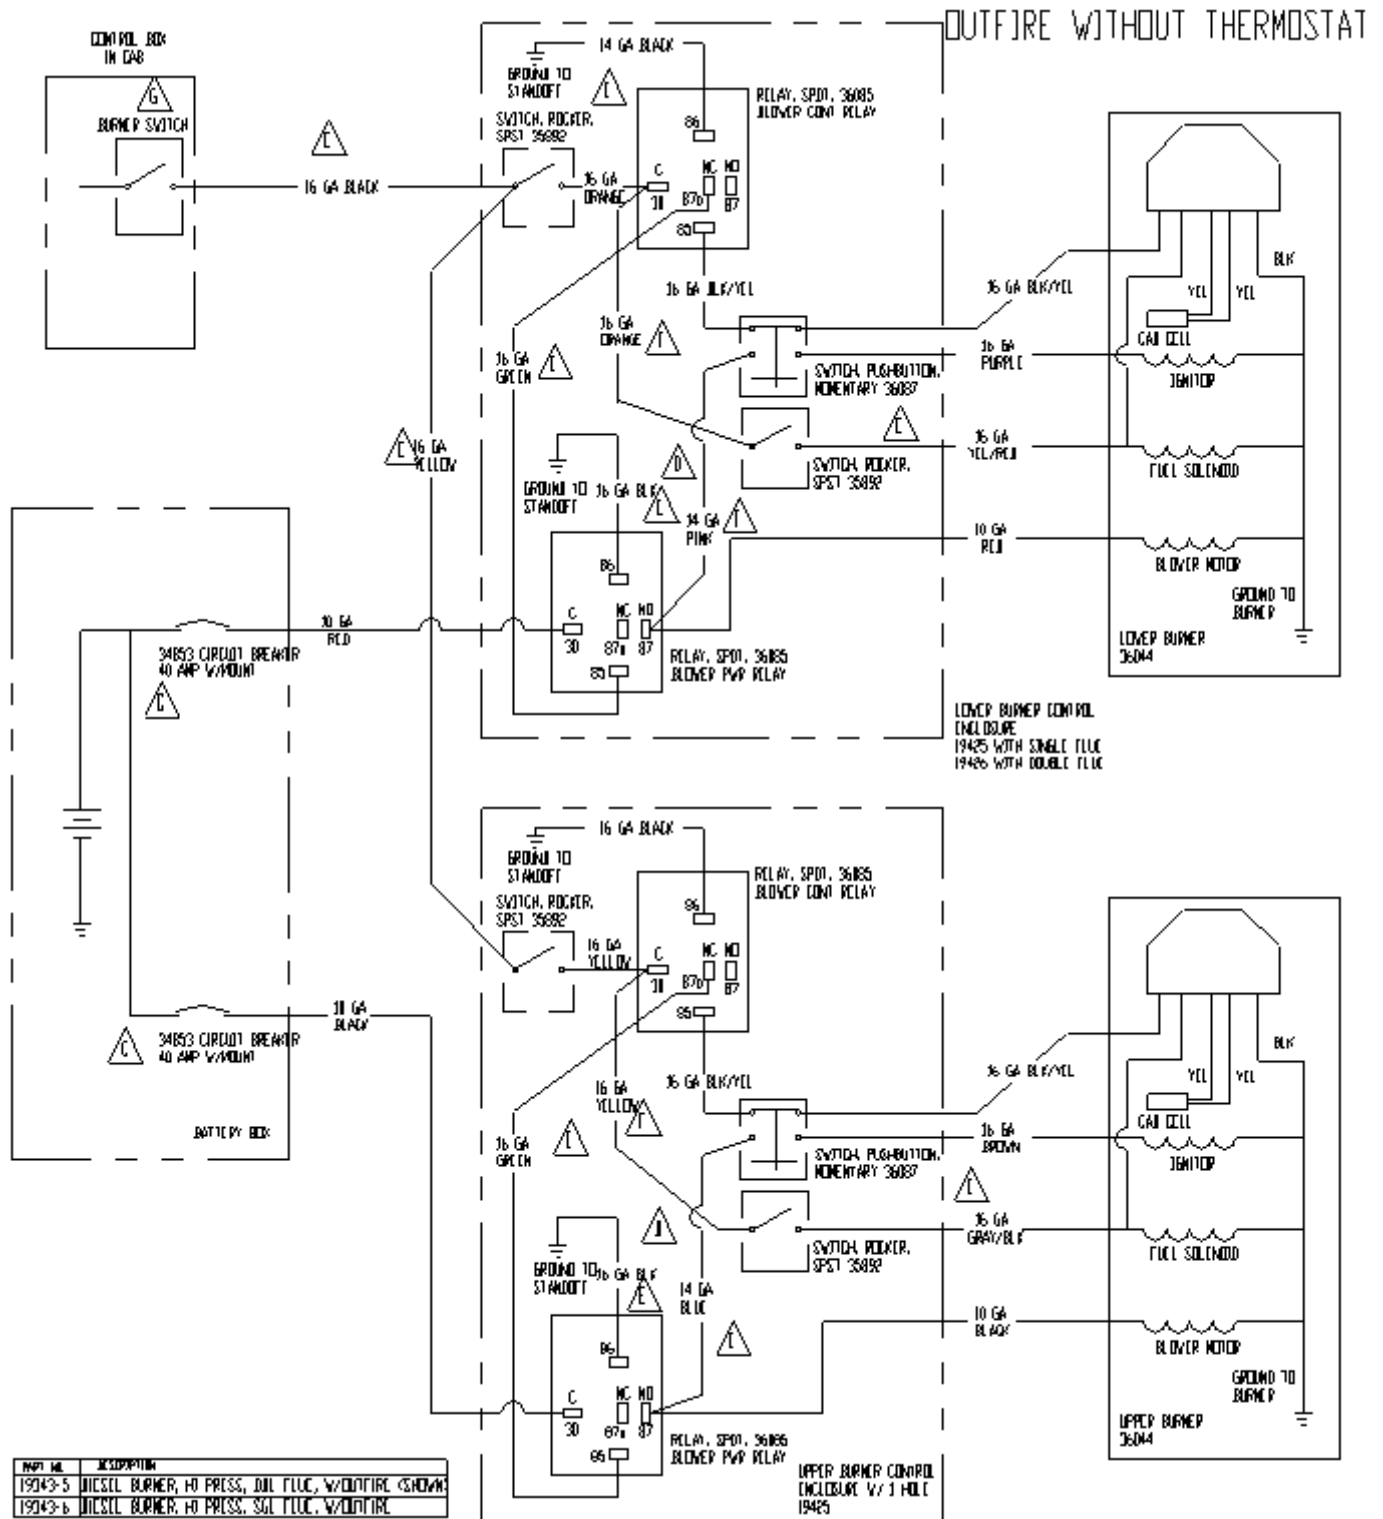 OUTFIRE WITHOUT THERMOSTAT
CONTROL BOX
IN CAB
G
BURNER SWITCH
E
16 GA BLACK
14 GA BLACK
GROUND TO
STANDOFF
E
SWITCH, ROCKER,
SPST 35892
RELAY, SPDT, 36085
BLOWER CONT RELAY
86
C
NC NO
30
87a
87
85
16 GA
ORANGE
16 GA BLK/YEL
16 GA
ORANGE
16 GA
GREEN
E
SWITCH, PUSHBUTTON,
MOMENTARY 36087
E
SWITCH, ROCKER,
SPST 35892
E
16 GA
YELLOW
D
GROUND TO
STANDOFF
16 GA BLK
E
14 GA
PINK
86
C
NC NO
30
87a
87
85
RELAY, SPDT, 36085
BLOWER PWR RELAY
16 GA BLK/YEL
16 GA
PURPLE
16 GA
YEL/RED
10 GA
RED
BLK
YEL
YEL
CAD CELL
IGNITOR
FUEL SOLENOID
BLOWER MOTOR
GROUND TO
BURNER
LOWER BURNER
36044
LOWER BURNER CONTROL
ENCLOSURE
19425 WITH SINGLE FLUE
19426 WITH DOUBLE FLUE
10 GA
RED
34853 CIRCUIT BREAKER
40 AMP W/MOUNT
C
10 GA
BLACK
34853 CIRCUIT BREAKER
40 AMP W/MOUNT
C
BATTERY BOX
16 GA BLACK
GROUND TO
STANDOFF
SWITCH, ROCKER,
SPST 35892
RELAY, SPDT, 36085
BLOWER CONT RELAY
86
C
NC NO
30
87a
87
85
16 GA
YELLOW
16 GA
YELLOW
16 GA BLK/YEL
16 GA
GREEN
SWITCH, PUSHBUTTON,
MOMENTARY 36087
E
SWITCH, ROCKER,
SPST 35892
D
GROUND TO
STANDOFF
16 GA BLK
E
14 GA
BLUE
E
86
C
NC NO
30
87a
87
85
RELAY, SPDT, 36085
BLOWER PWR RELAY
16 GA BLK/YEL
16 GA
BROWN
16 GA
GRAY/BLK
10 GA
BLACK
BLK
YEL
YEL
CAD CELL
IGNITOR
FUEL SOLENOID
BLOWER MOTOR
GROUND TO
BURNER
UPPER BURNER
36044
UPPER BURNER CONTROL
ENCLOSURE W/ 1 HOLE
19425
PART NO. DESCRIPTION
19343-5 DIESEL BURNER, HI PRESS, DBL FLUE, W/OUTFIRE (SHOWN)
19343-6 DIESEL BURNER, HI PRESS, SGL FLUE, W/OUTFIRE